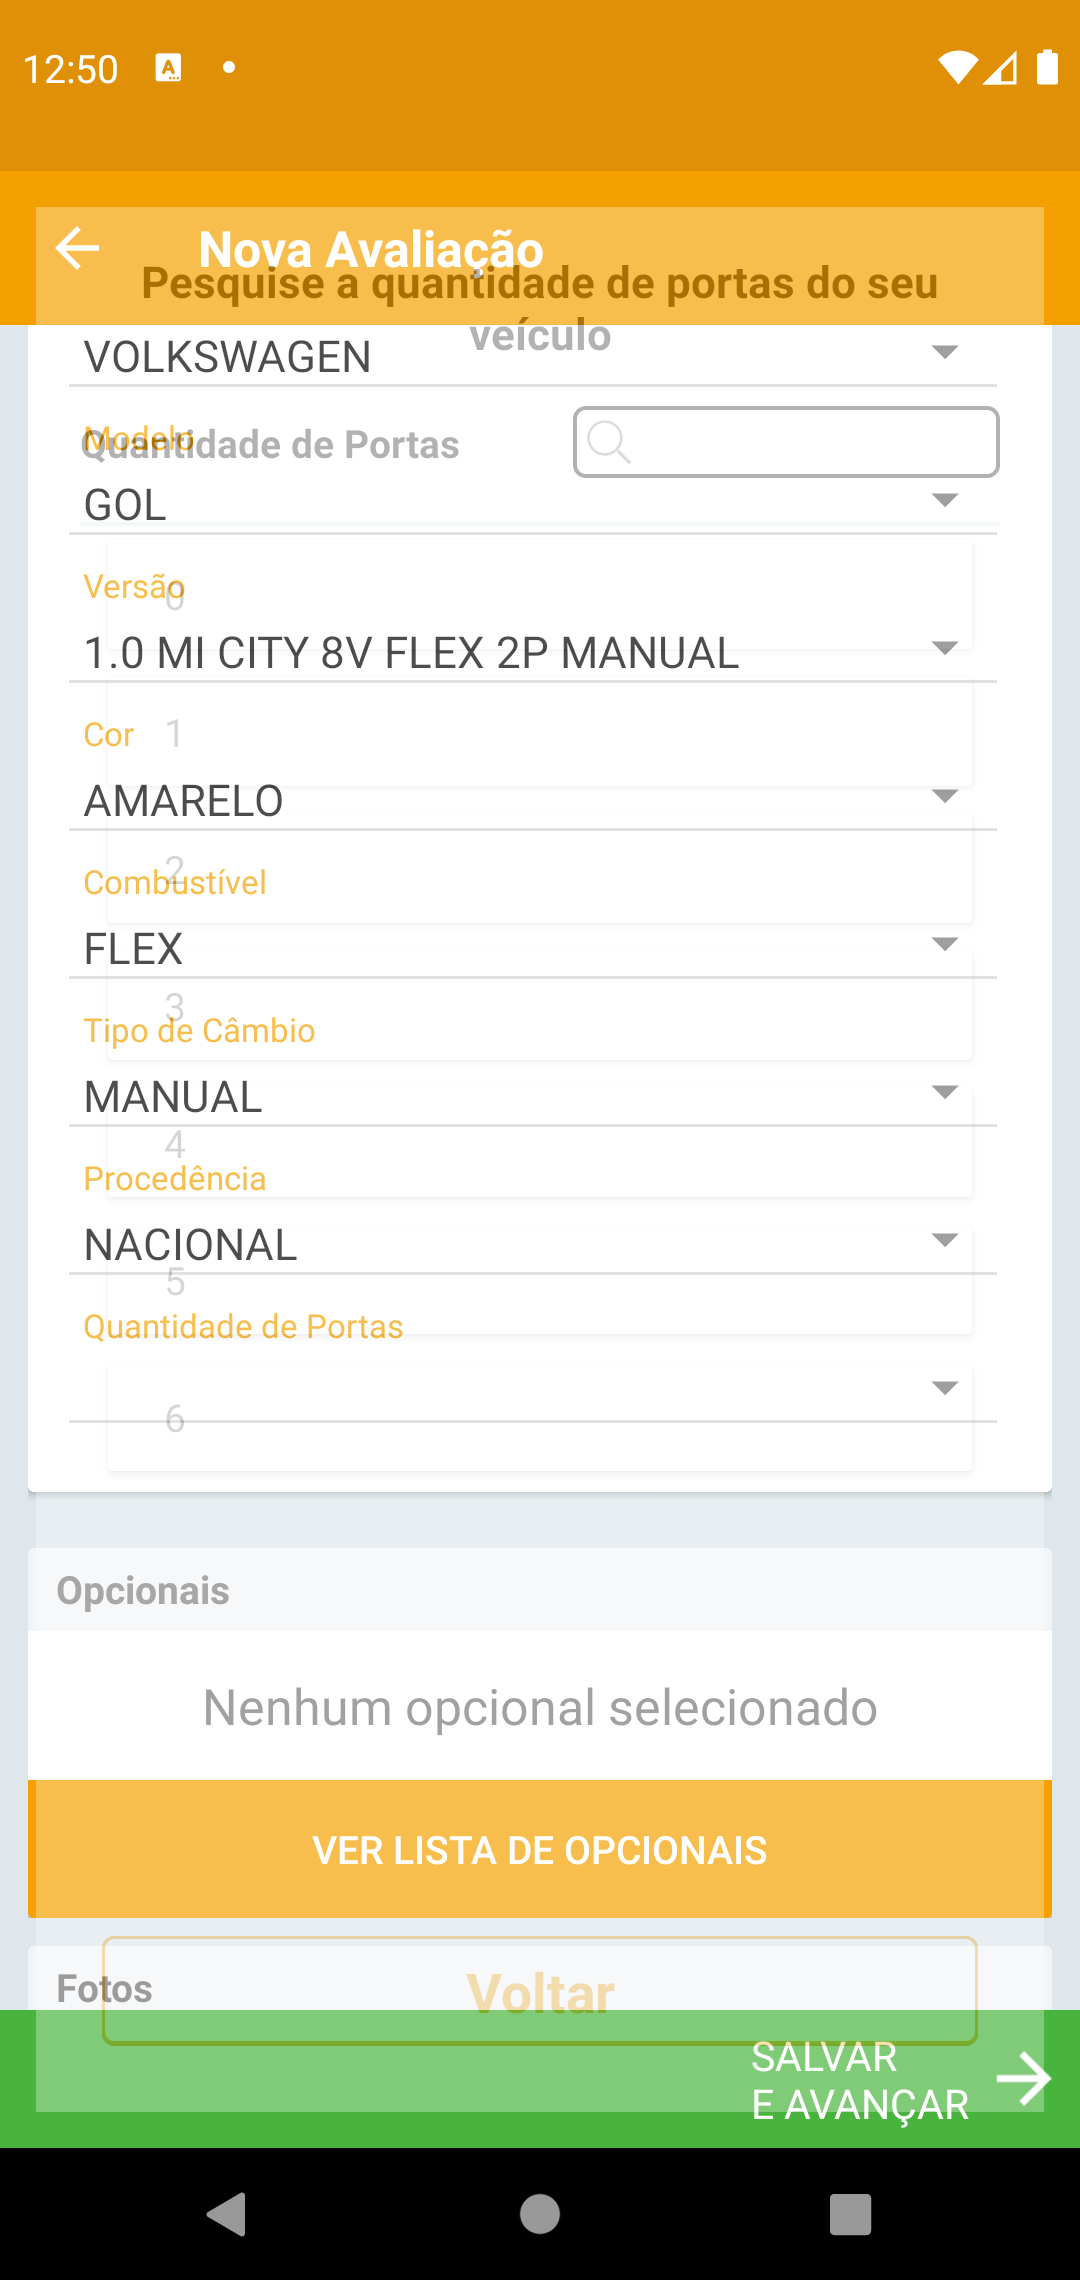 12:50
Nova Avaliação
Pesquise a quantidade de portas do seu
veículo
VOLKSWAGEN
Modelo
Quantidade de Portas
GOL
Versão
0
1.0 MI CITY 8V FLEX 2P MANUAL
Cor
1
AMARELO
2
Combustível
FLEX
3
Tipo de Câmbio
MANUAL
4
Procedência
NACIONAL
5
Quantidade de Portas
6
Opcionais
Nenhum opcional selecionado
VER LISTA DE OPCIONAIS
Fotos
Voltar
SALVAR
E AVANÇAR